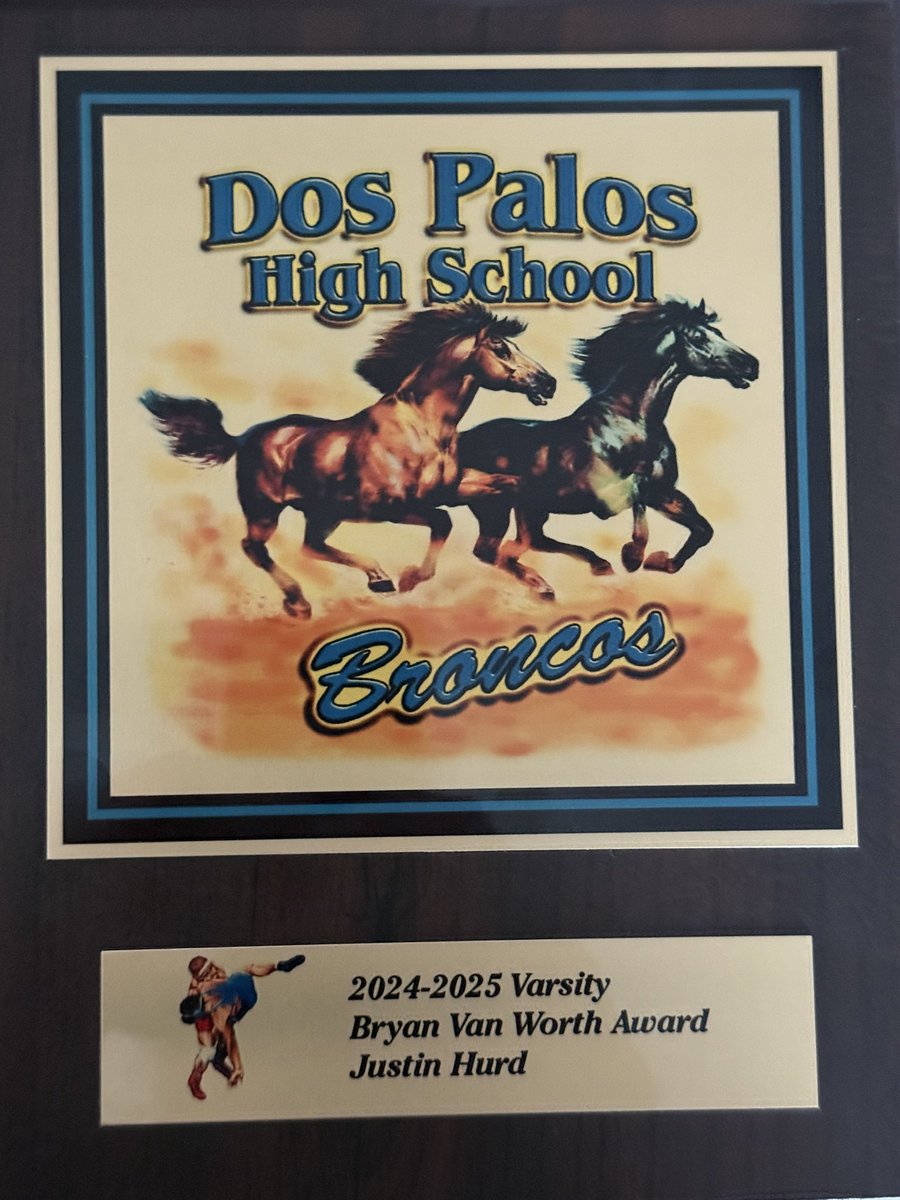 Dos Palos
High School
Broncos
2024-2025 Varsity
Bryan Van Worth Award
Justin Hurd